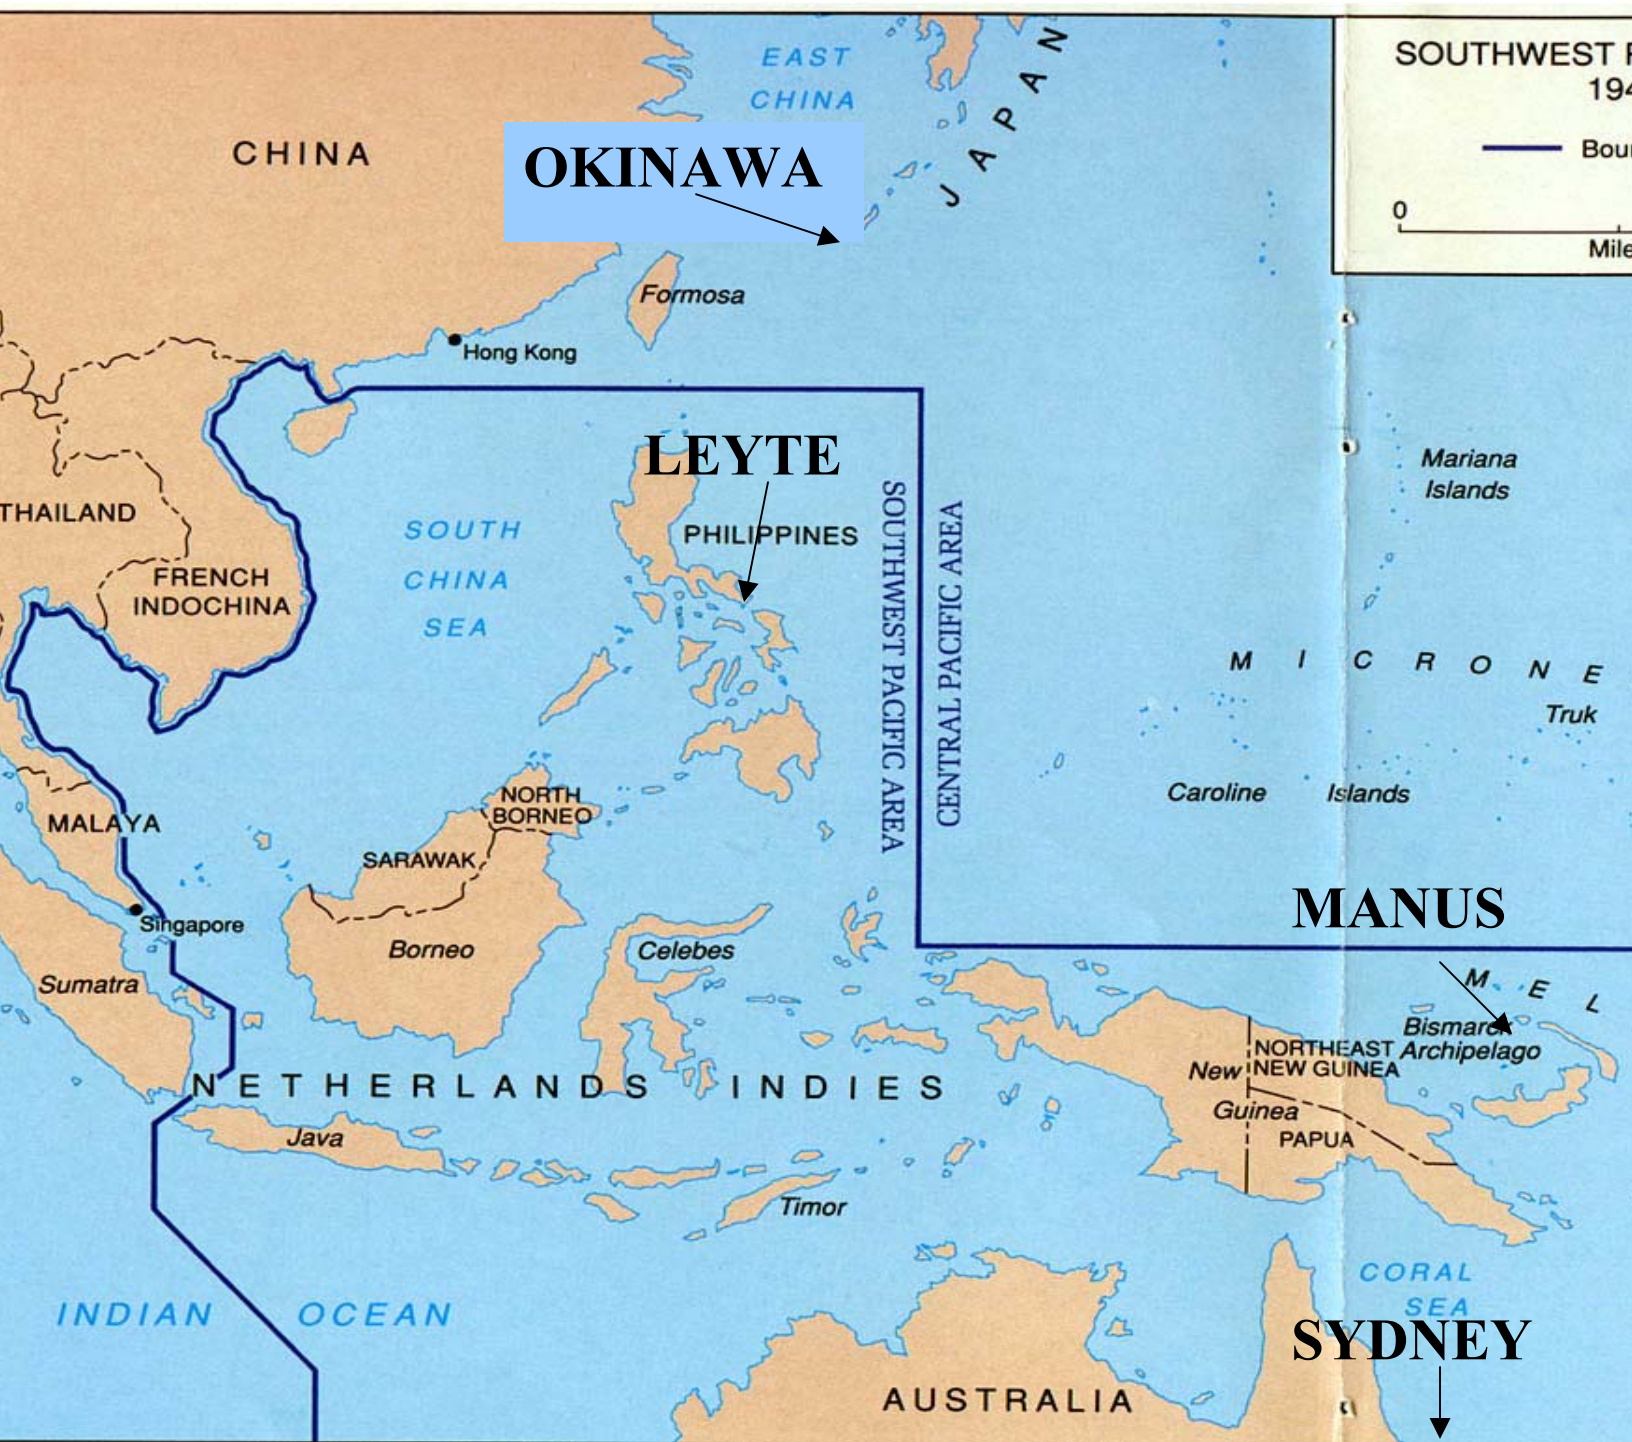 EAST
CHINA
JAPAN
SOUTHWEST
194
CHINA
OKINAWA
0
Formosa
Hong Kong
LEYTE
Mariana
Islands
THAILAND
SOUTH
CHINA
SEA
PHILIPPINES
SOUTHWEST PACIFIC AREA
CENTRAL PACIFIC AREA
FRENCH
INDOCHINA
MICRONE
Truk
Caroline Islands
NORTH
BORNEO
MALAYA
SARAWAK
MANUS
Singapore
Borneo
Celebes
Sumatra
MEL
Bismarck
Archipelago
NORTHEAST
NEW GUINEA
New
Guinea
NETHERLANDS INDIES
Java
PAPUA
Timor
INDIAN OCEAN
CORAL
SEA
SYDNEY
AUSTRALIA